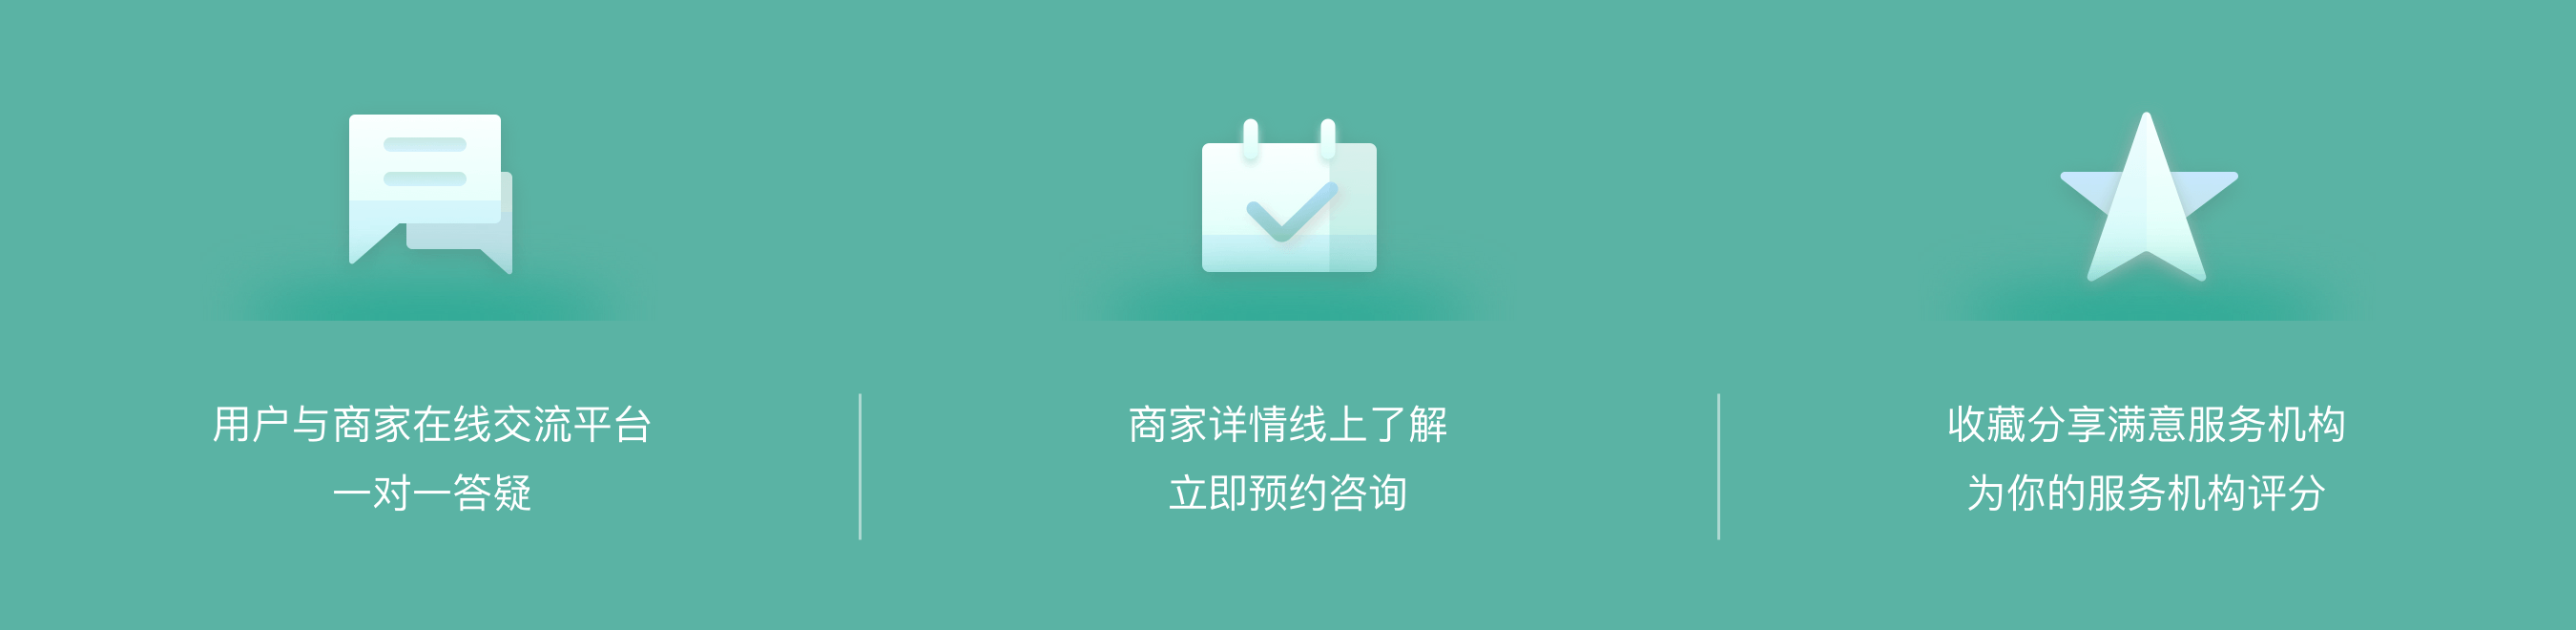 用户与商家在线交流平台
一对一答疑
商家详情线上了解
立即预约咨询
收藏分享满意服务机构
为你的服务机构评分